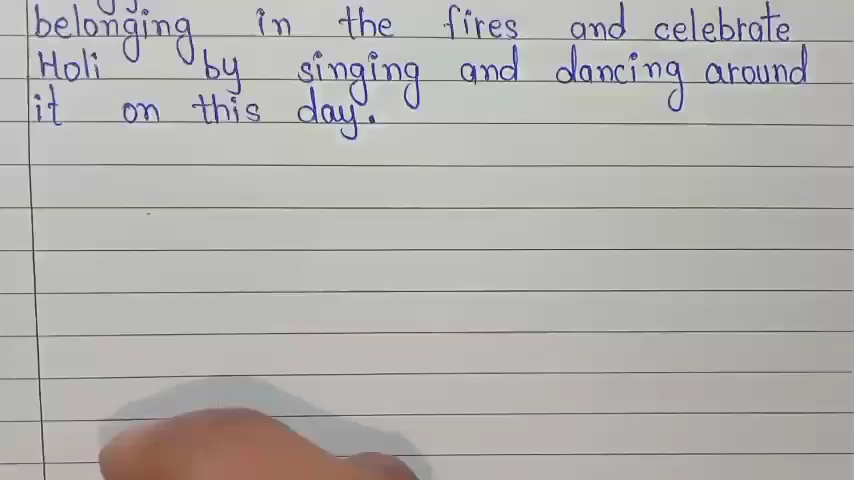 belonging in the fires and celebrate
Holi by singing and dancing around
it on this day.